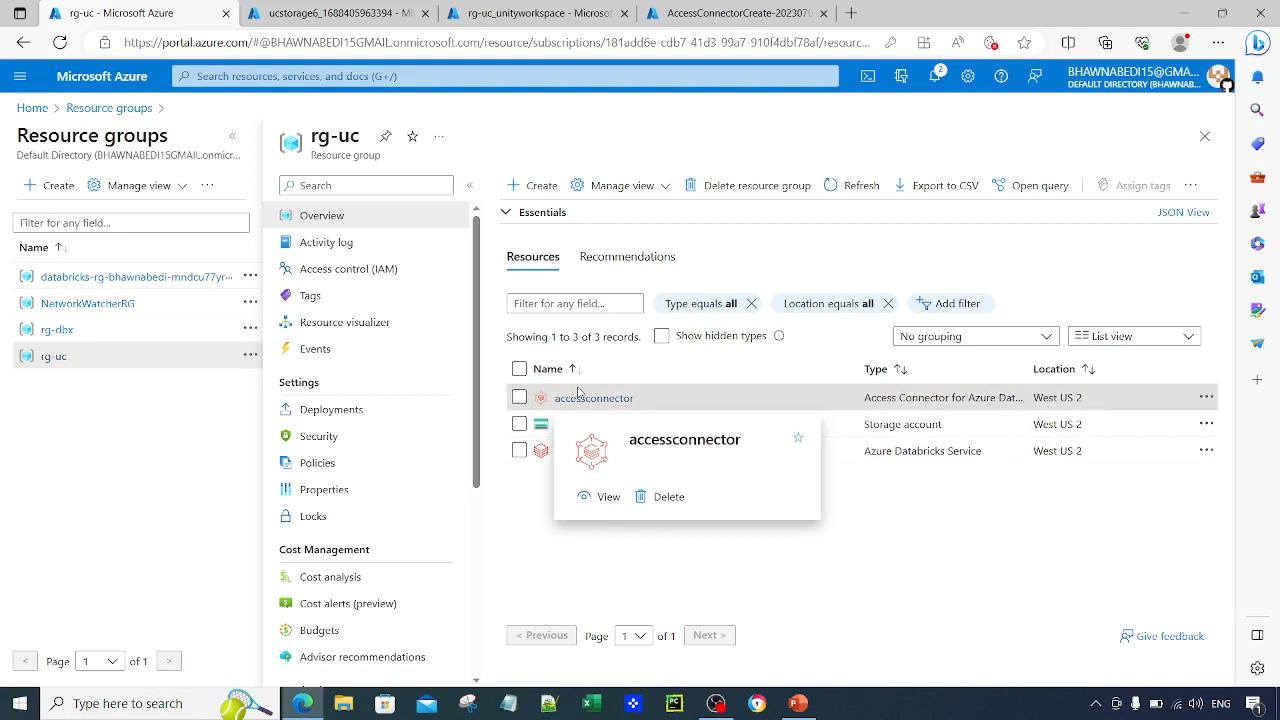 rg-uc - Microsoft Azure
ucstorage6_1688405963394 - Mi
rg-uc_unityworkspace - Microsof
AccessConnectorCreate-202307
https://portal.azure.com/#@BHAWNABEDI15GMAIL.onmicrosoft.com/resource/subscriptions/181add6e-cdb7-41d3-99a7-910f4dbf78af/resourc...
Microsoft Azure
Search resources, services, and docs (G+/)
2
BHAWNABEDI15@GMA...
DEFAULT DIRECTORY (BHAWNAB...
Home > Resource groups >
Resource groups
Default Directory (BHAWNABEDI15GMAIL.onmicr...
Create
Manage view
Filter for any field...
Name
databricks-rg-bhawnabedi-mndcu77yr...
NetworkWatcherRG
rg-dbx
rg-uc
Page 1 of 1
rg-uc
Resource group
Search
Overview
Activity log
Access control (IAM)
Tags
Resource visualizer
Events
Settings
Deployments
Security
Policies
Properties
Locks
Cost Management
Cost analysis
Cost alerts (preview)
Budgets
Advisor recommendations
Create
Manage view
Delete resource group
Refresh
Export to CSV
Open query
Assign tags
Essentials
JSON View
Resources
Recommendations
Filter for any field...
Type equals all
Location equals all
Add filter
Showing 1 to 3 of 3 records.
Show hidden types
No grouping
List view
Name
Type
Location
accessconnector
Access Connector for Azure Dat...
West US 2
Storage account
West US 2
Azure Databricks Service
West US 2
accessconnector
View
Delete
< Previous
Page 1 of 1
Next >
Give feedback
Type here to search
ENG